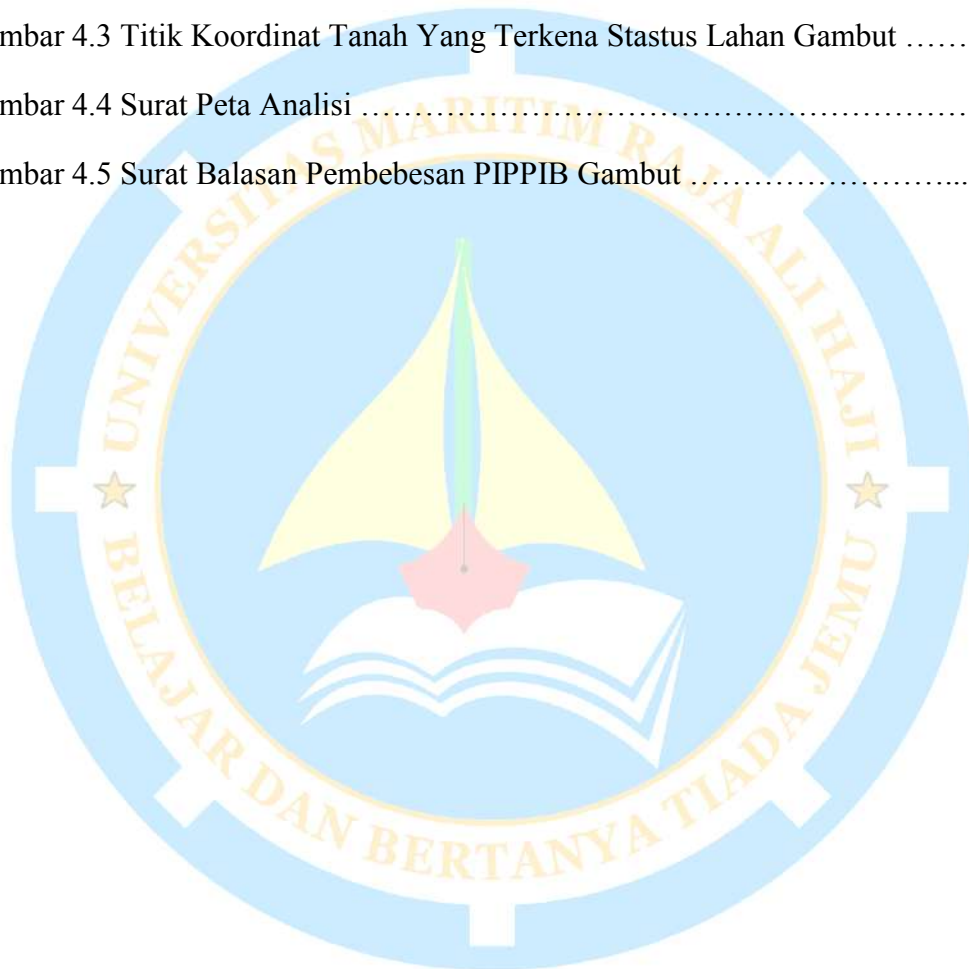 mbar 4.3 Titik Koordinat Tanah Yang Terkena Stastus Lahan Gambut ……
mbar 4.4 Surat Peta Analisi ……………………………………………………
mbar 4.5 Surat Balasan Pembebesan PIPPIB Gambut ……………………...
UNIVERSITAS MARITIM RAJA ALI HAJI
BELAJAR DAN BERTANYA TIADA JEMU